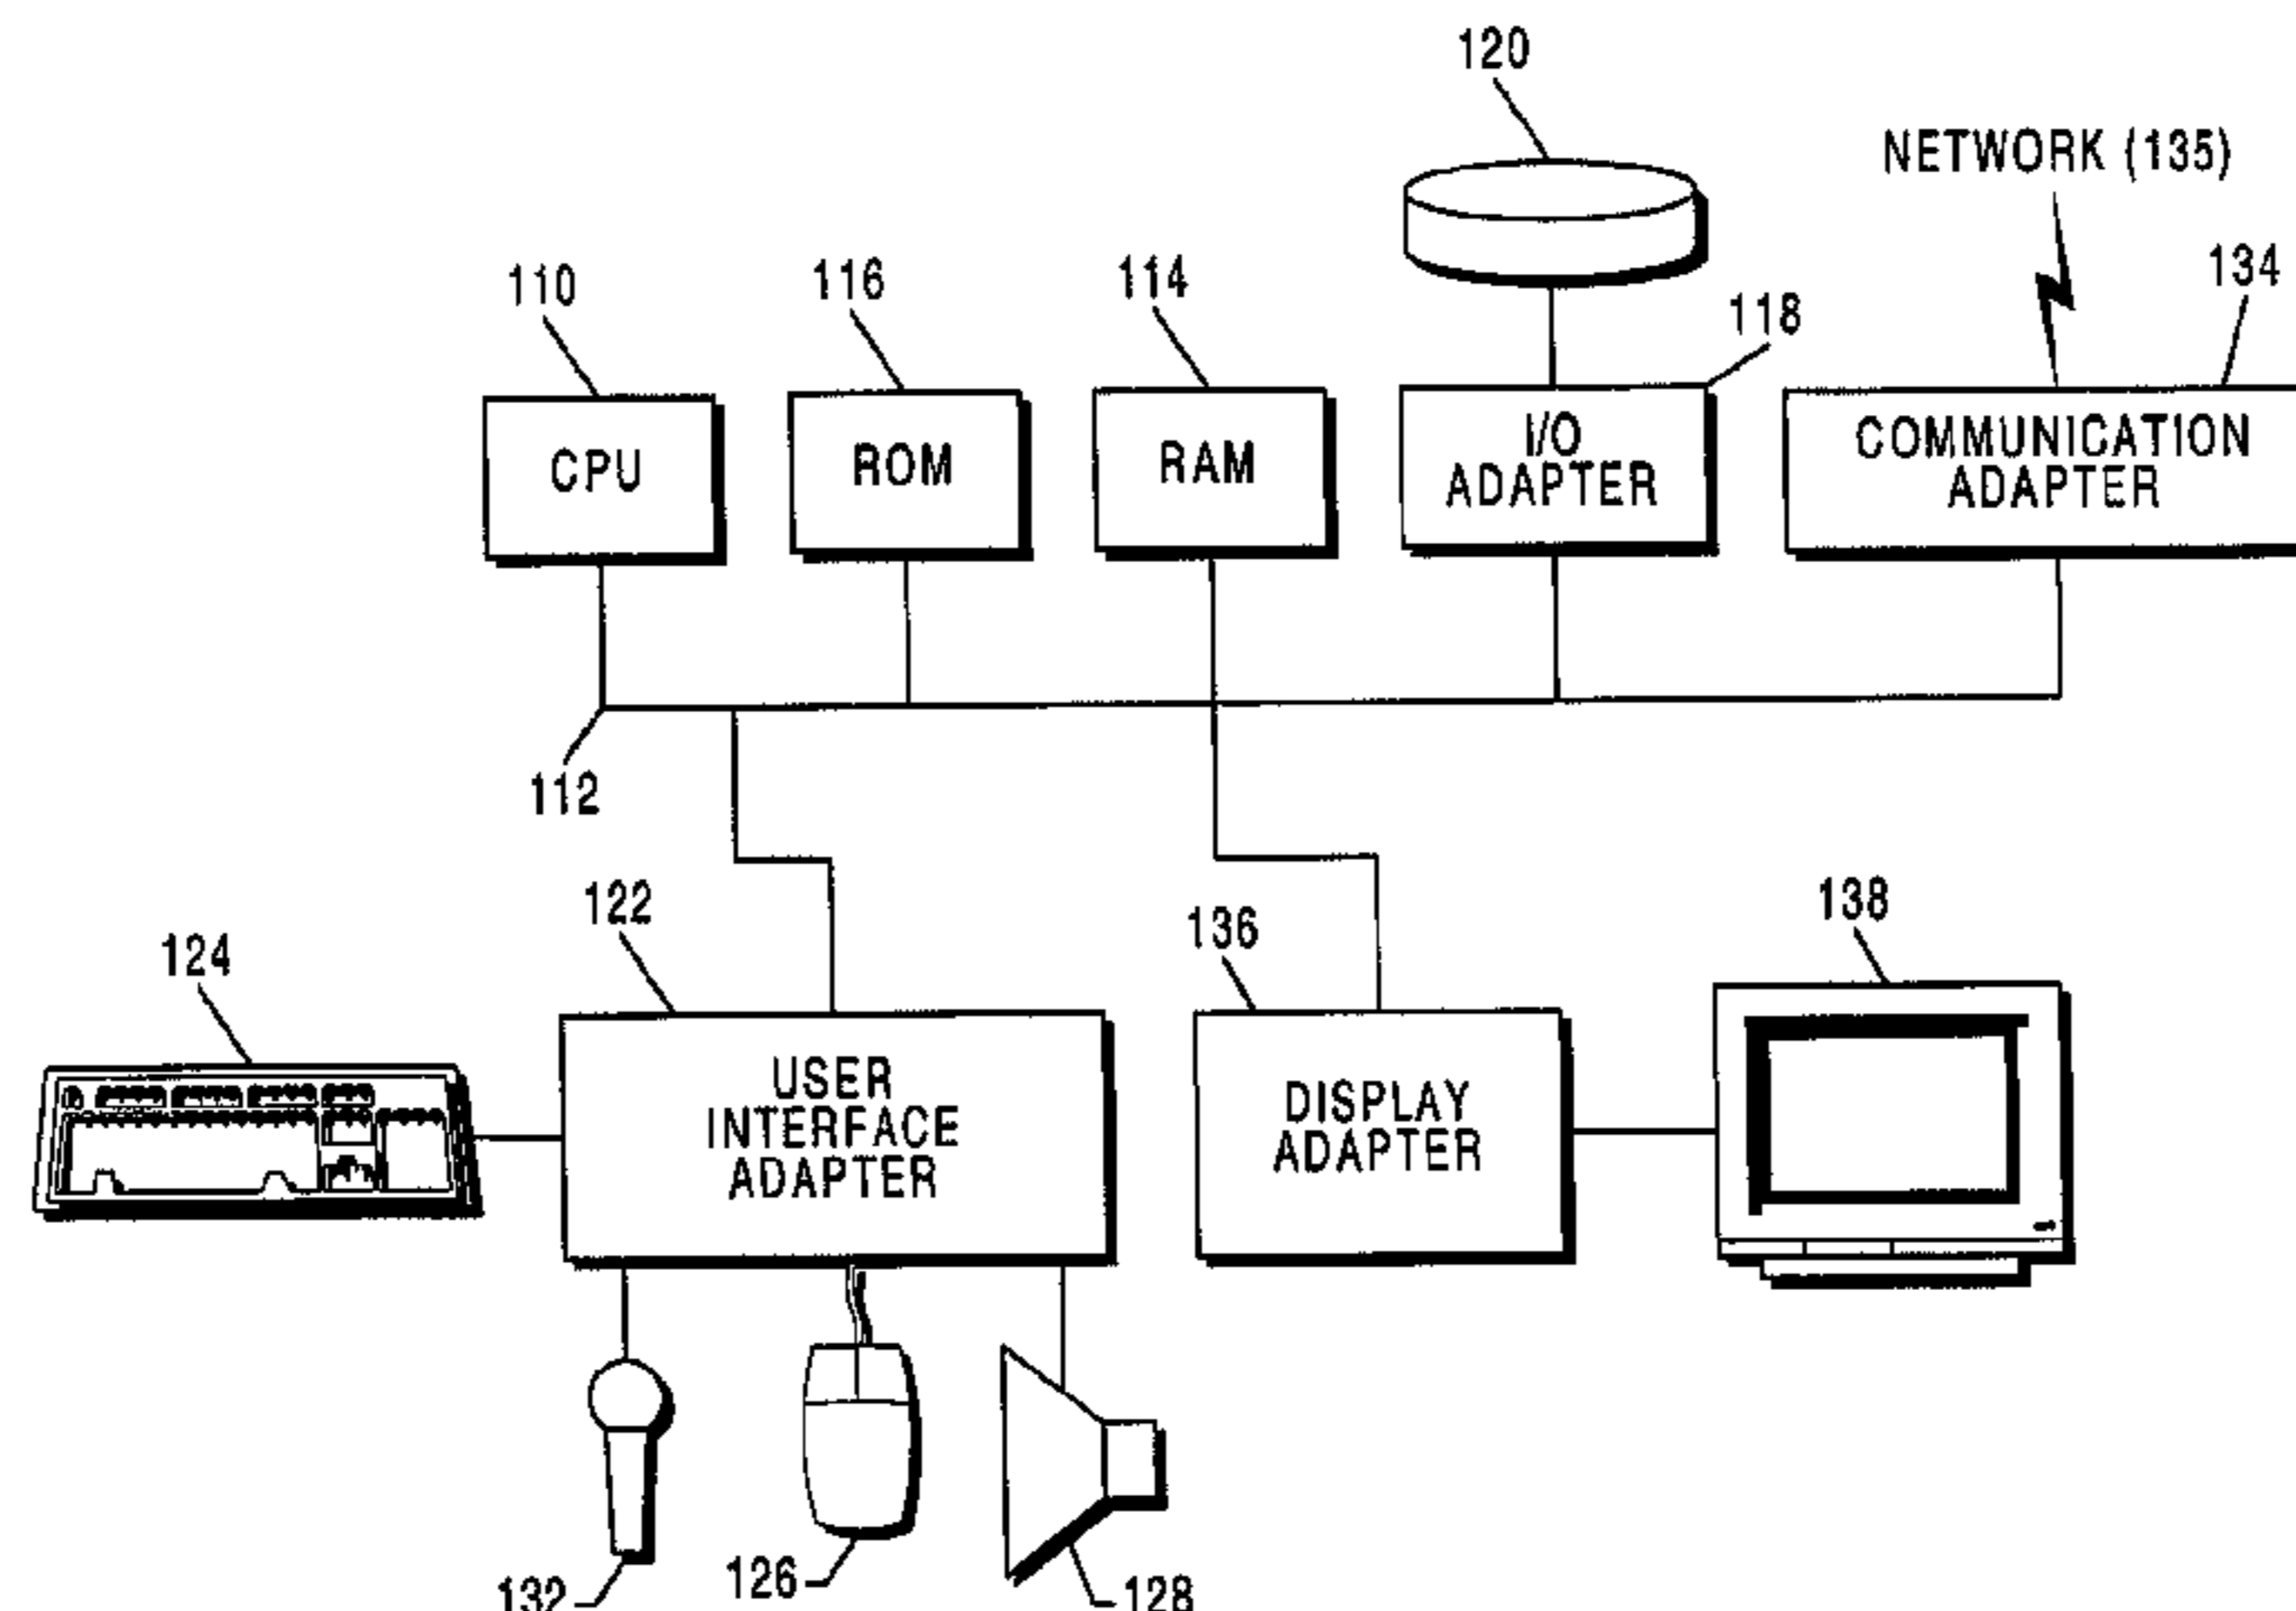 120
NETWORK (135)
110
116
114
118
134
CPU
ROM
RAM
I/O
ADAPTER
COMMUNICATION
ADAPTER
112
122
136
138
124
USER
INTERFACE
ADAPTER
DISPLAY
ADAPTER
132
126
128